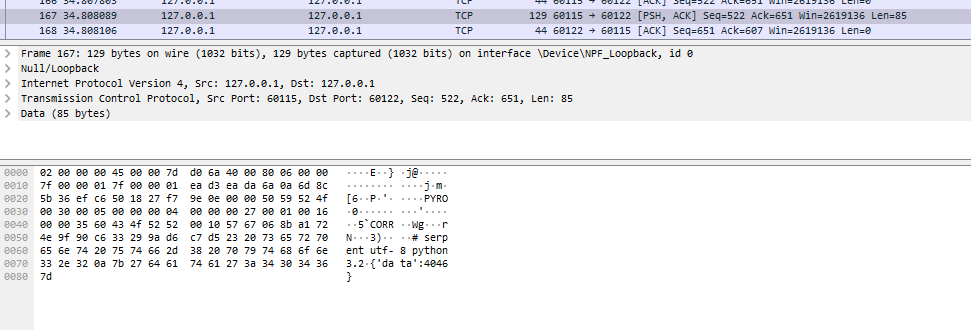 166 34.807803 127.0.0.1 127.0.0.1 TCP 44 60115 → 60122 [ACK] Seq=522 Ack=651 Win=2619136 Len=0
167 34.808089 127.0.0.1 127.0.0.1 TCP 129 60115 → 60122 [PSH, ACK] Seq=522 Ack=651 Win=2619136 Len=85
168 34.808106 127.0.0.1 127.0.0.1 TCP 44 60122 → 60115 [ACK] Seq=651 Ack=607 Win=2619136 Len=0
Frame 167: 129 bytes on wire (1032 bits), 129 bytes captured (1032 bits) on interface \Device\NPF_Loopback, id 0
Null/Loopback
Internet Protocol Version 4, Src: 127.0.0.1, Dst: 127.0.0.1
Transmission Control Protocol, Src Port: 60115, Dst Port: 60122, Seq: 522, Ack: 651, Len: 85
Data (85 bytes)
0000 02 00 00 00 45 00 00 7d d0 6a 40 00 80 06 00 00 ····E··} ·j@·····
0010 7f 00 00 01 7f 00 00 01 ea d3 ea da 6a 0a 6d 8c ········ ····j·m·
0020 5b 36 ef c6 50 18 27 f7 9e 0e 00 00 50 59 52 4f [6··P·'· ····PYRO
0030 00 30 00 05 00 00 00 04 00 00 00 27 00 01 00 16 ·0······ ···'····
0040 00 00 35 60 43 4f 52 52 00 10 57 67 06 8b a1 72 ··5`CORR ··Wg···r
0050 4e 9f 90 c6 33 29 9a d6 c7 d5 23 20 73 65 72 70 N···3)·· ··# serp
0060 65 6e 74 20 75 74 66 2d 38 20 70 79 74 68 6f 6e ent utf- 8 python
0070 33 2e 32 0a 7b 27 64 61 74 61 27 3a 34 30 34 36 3.2·{'da ta':4046
0080 7d }